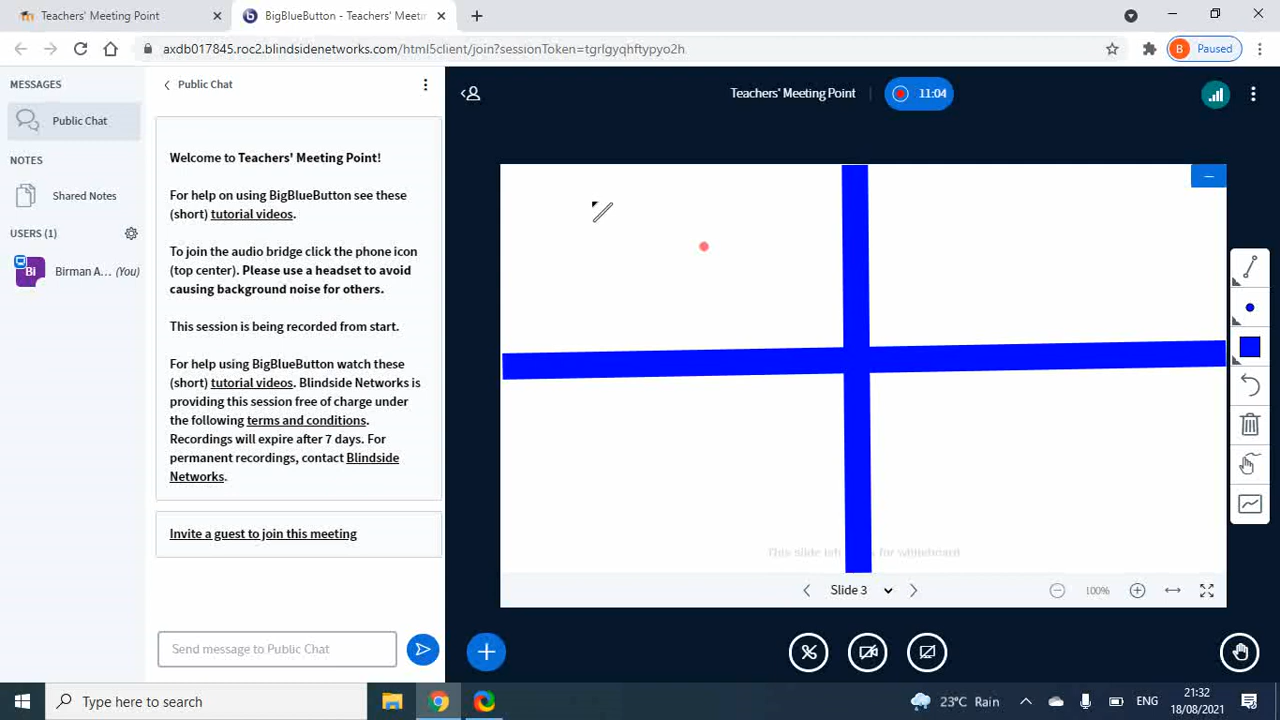 Teachers' Meeting Point
BigBlueButton - Teachers' Meeti
axdb017845.roc2.blindsidenetworks.com/html5client/join?sessionToken=tgrlgyqhftypyo2h
B
Paused
MESSAGES
Public Chat
NOTES
Shared Notes
USERS (1)
Bi
Birman A... (You)
Public Chat
Welcome to Teachers' Meeting Point!
For help on using BigBlueButton see these
(short) tutorial videos.
To join the audio bridge click the phone icon
(top center). Please use a headset to avoid
causing background noise for others.
This session is being recorded from start.
For help using BigBlueButton watch these
(short) tutorial videos. Blindside Networks is
providing this session free of charge under
the following terms and conditions.
Recordings will expire after 7 days. For
permanent recordings, contact Blindside
Networks.
Invite a guest to join this meeting
Send message to Public Chat
Teachers' Meeting Point
11:04
This slide left for whiteboard
Slide 3
100%
Type here to search
23°C Rain
ENG
21:32
18/08/2021